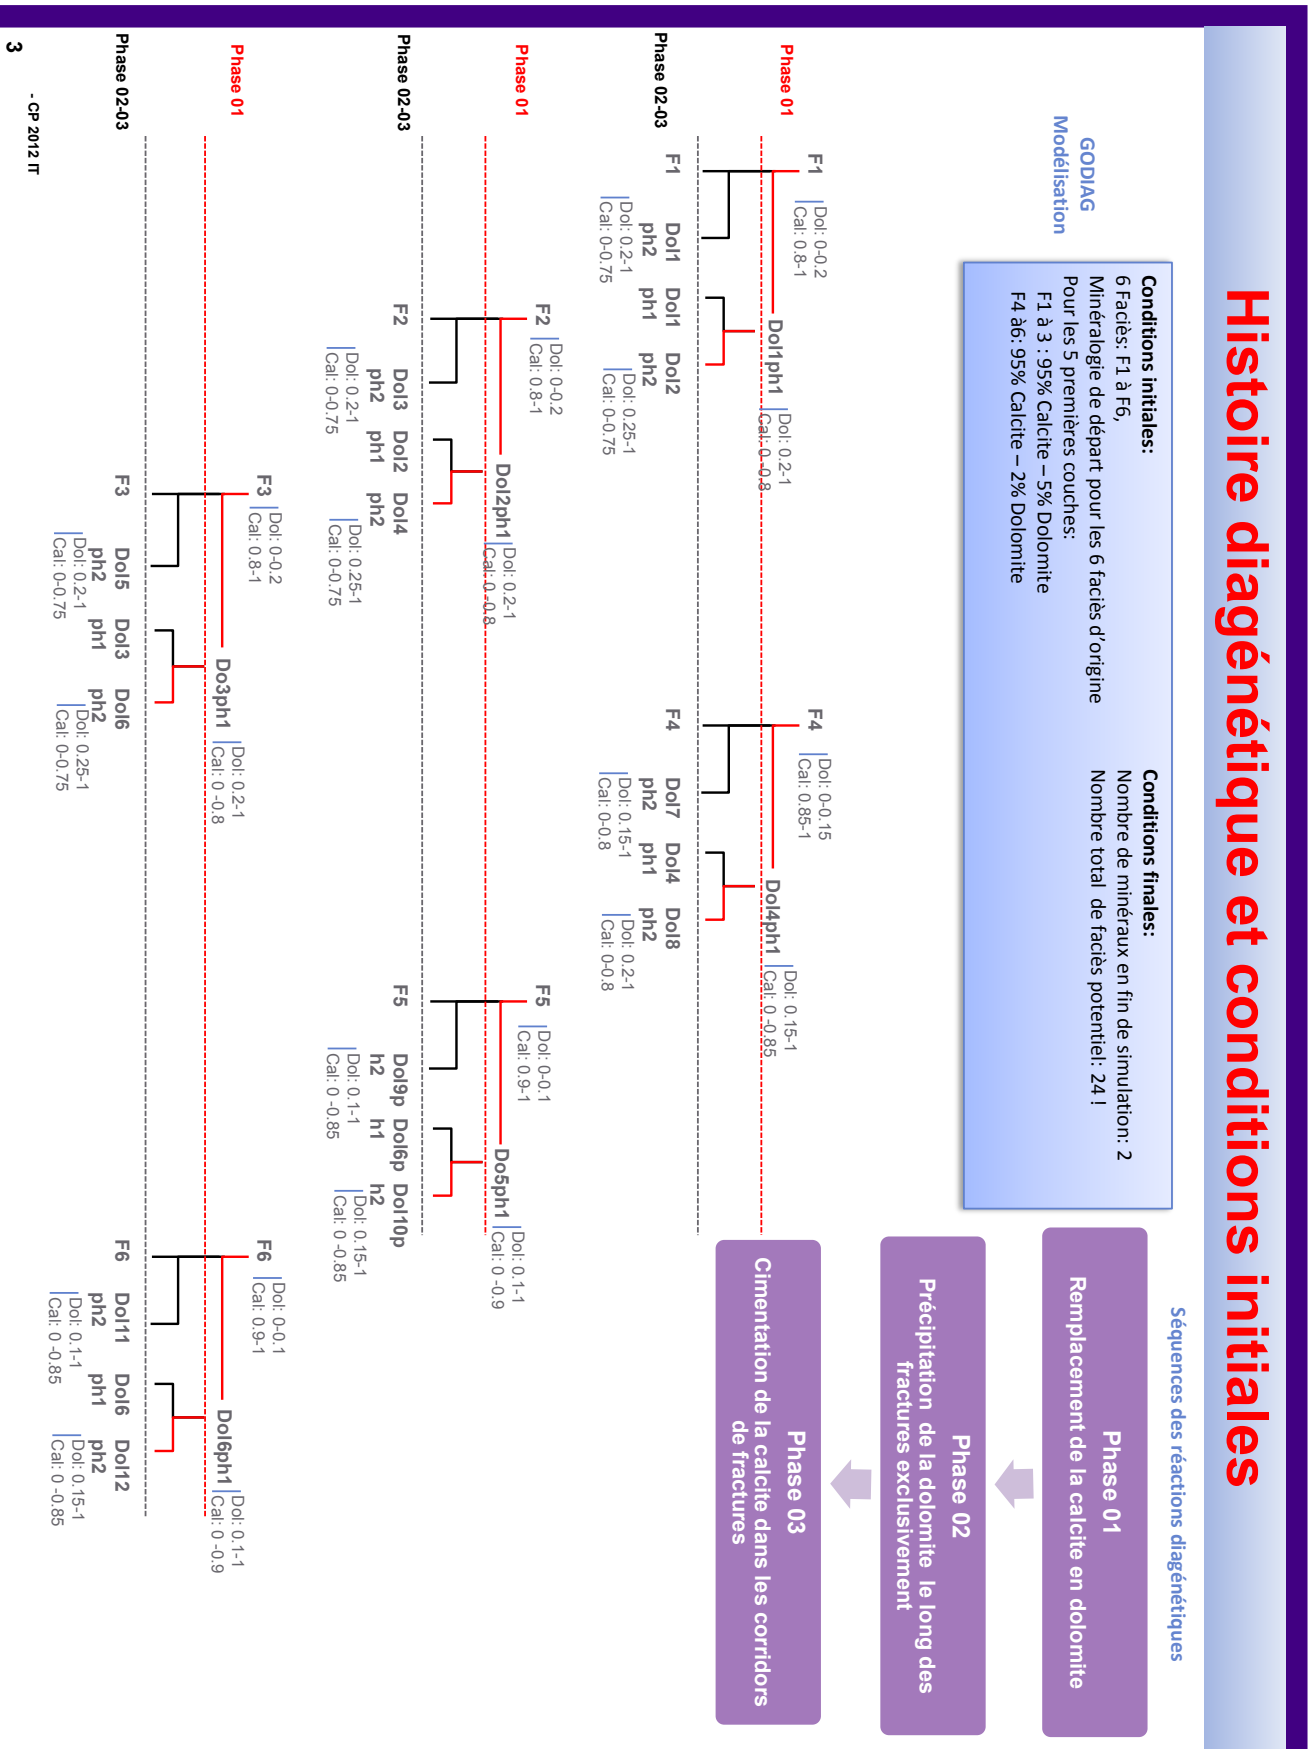 Histoire diagénétique et conditions initiales
GODIAG
Modélisation
Conditions initiales:
6 Faciès: F1 à F6,
Minéralogie de départ pour les 6 faciès d’origine
Pour les 5 premières couches:
F1 à 3 : 95% Calcite – 5% Dolomite
F4 à6: 95% Calcite – 2% Dolomite
Conditions finales:
Nombre de minéraux en fin de simulation: 2
Nombre total de faciès potentiel: 24 !
Séquences des réactions diagénétiques
Phase 01
Remplacement de la calcite en dolomite
Phase 02
Précipitation de la dolomite le long des
fractures exclusivement
Phase 03
Cimentation de la calcite dans les corridors
de fractures
Phase 01
F1
Dol: 0-0.2
Cal: 0.8-1
Dol1ph1
Dol: 0.2-1
Cal: 0 -0.8
F4
Dol: 0-0.15
Cal: 0.85-1
Dol4ph1
Dol: 0.15-1
Cal: 0 -0.85
Phase 02-03
F1
Dol1
ph2
Dol: 0.2-1
Cal: 0-0.75
Dol1
ph1
Dol2
ph2
Dol: 0.25-1
Cal: 0-0.75
F4
Dol7
ph2
Dol: 0.15-1
Cal: 0-0.8
Dol4
ph1
Dol8
ph2
Dol: 0.2-1
Cal: 0-0.8
Phase 01
F2
Dol: 0-0.2
Cal: 0.8-1
Dol2ph1
Dol: 0.2-1
Cal: 0 -0.8
F5
Dol: 0-0.1
Cal: 0.9-1
Do5ph1
Dol: 0.1-1
Cal: 0 -0.9
Phase 02-03
F2
Dol3
ph2
Dol: 0.2-1
Cal: 0-0.75
Dol2
ph1
Dol4
ph2
Dol: 0.25-1
Cal: 0-0.75
F5
Dol9p
h2
Dol: 0.1-1
Cal: 0 -0.85
Dol6p
h1
Dol10p
h2
Dol: 0.15-1
Cal: 0 -0.85
Phase 01
F3
Dol: 0-0.2
Cal: 0.8-1
Do3ph1
Dol: 0.2-1
Cal: 0 -0.8
F6
Dol: 0-0.1
Cal: 0.9-1
Dol6ph1
Dol: 0.1-1
Cal: 0 -0.9
Phase 02-03
F3
Dol5
ph2
Dol: 0.2-1
Cal: 0-0.75
Dol3
ph1
Dol6
ph2
Dol: 0.25-1
Cal: 0-0.75
F6
Dol11
ph2
Dol: 0.1-1
Cal: 0 -0.85
Dol6
ph1
Dol12
ph2
Dol: 0.15-1
Cal: 0 -0.85
- CP 2012 IT
3